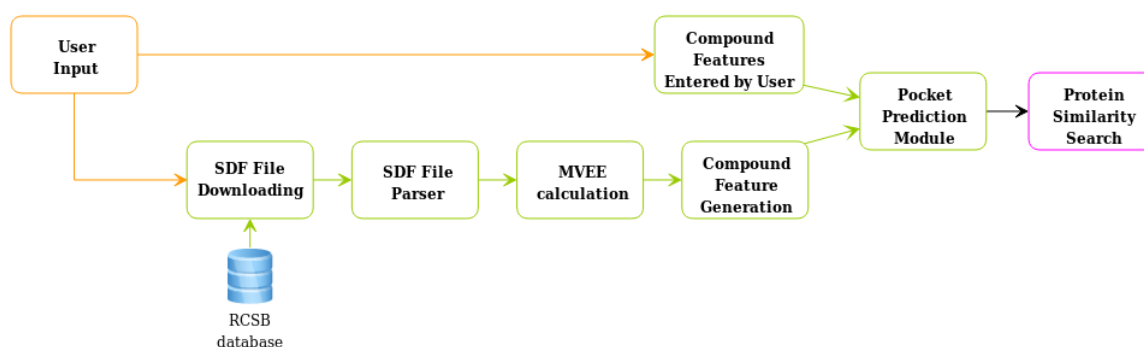 User
Input
Compound
Features
Entered by User
Pocket
Prediction
Module
Protein
Similarity
Search
SDF File
Downloading
SDF File
Parser
MVEE
calculation
Compound
Feature
Generation
RCSB
database